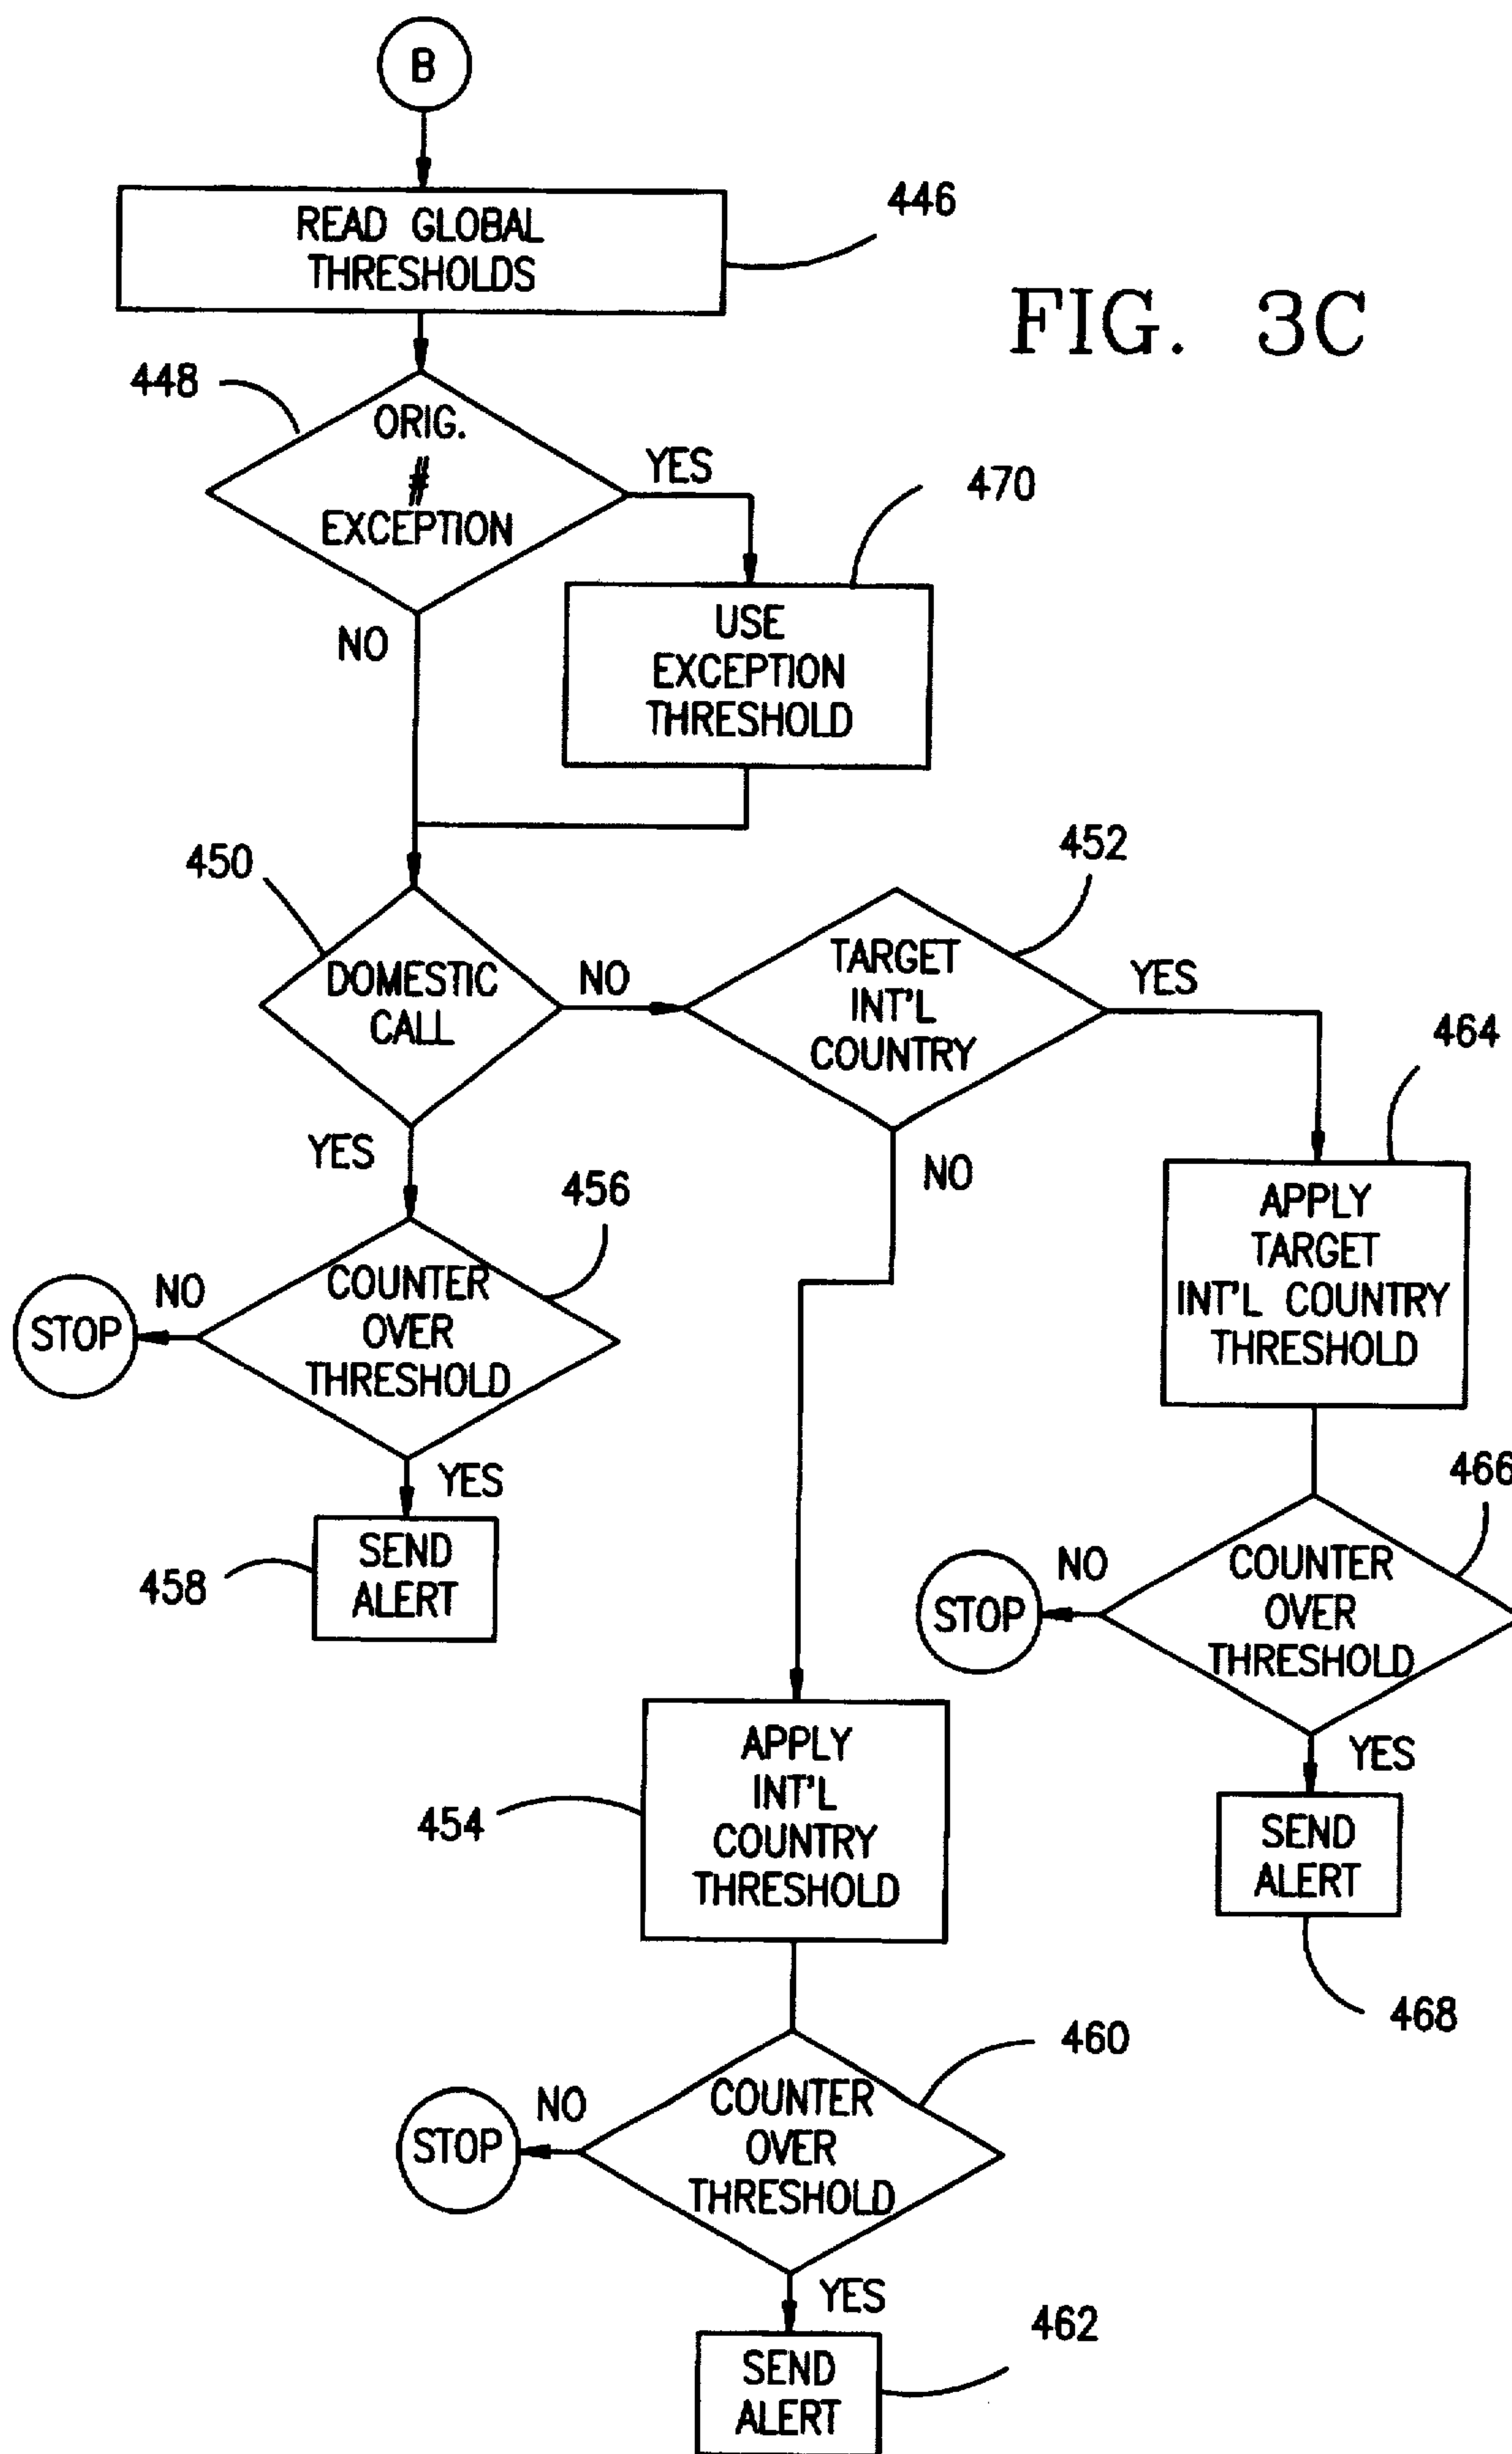 B
READ GLOBAL
THRESHOLDS
446
FIG. 3C
448
ORIG.
#
EXCEPTION
YES
470
NO
USE
EXCEPTION
THRESHOLD
450
452
DOMESTIC
CALL
NO
TARGET
INT'L
COUNTRY
YES
464
YES
NO
456
APPLY
TARGET
INT'L COUNTRY
THRESHOLD
STOP
NO
COUNTER
OVER
THRESHOLD
YES
466
458
SEND
ALERT
STOP
NO
COUNTER
OVER
THRESHOLD
YES
454
APPLY
INT'L
COUNTRY
THRESHOLD
SEND
ALERT
468
460
STOP
NO
COUNTER
OVER
THRESHOLD
YES
462
SEND
ALERT